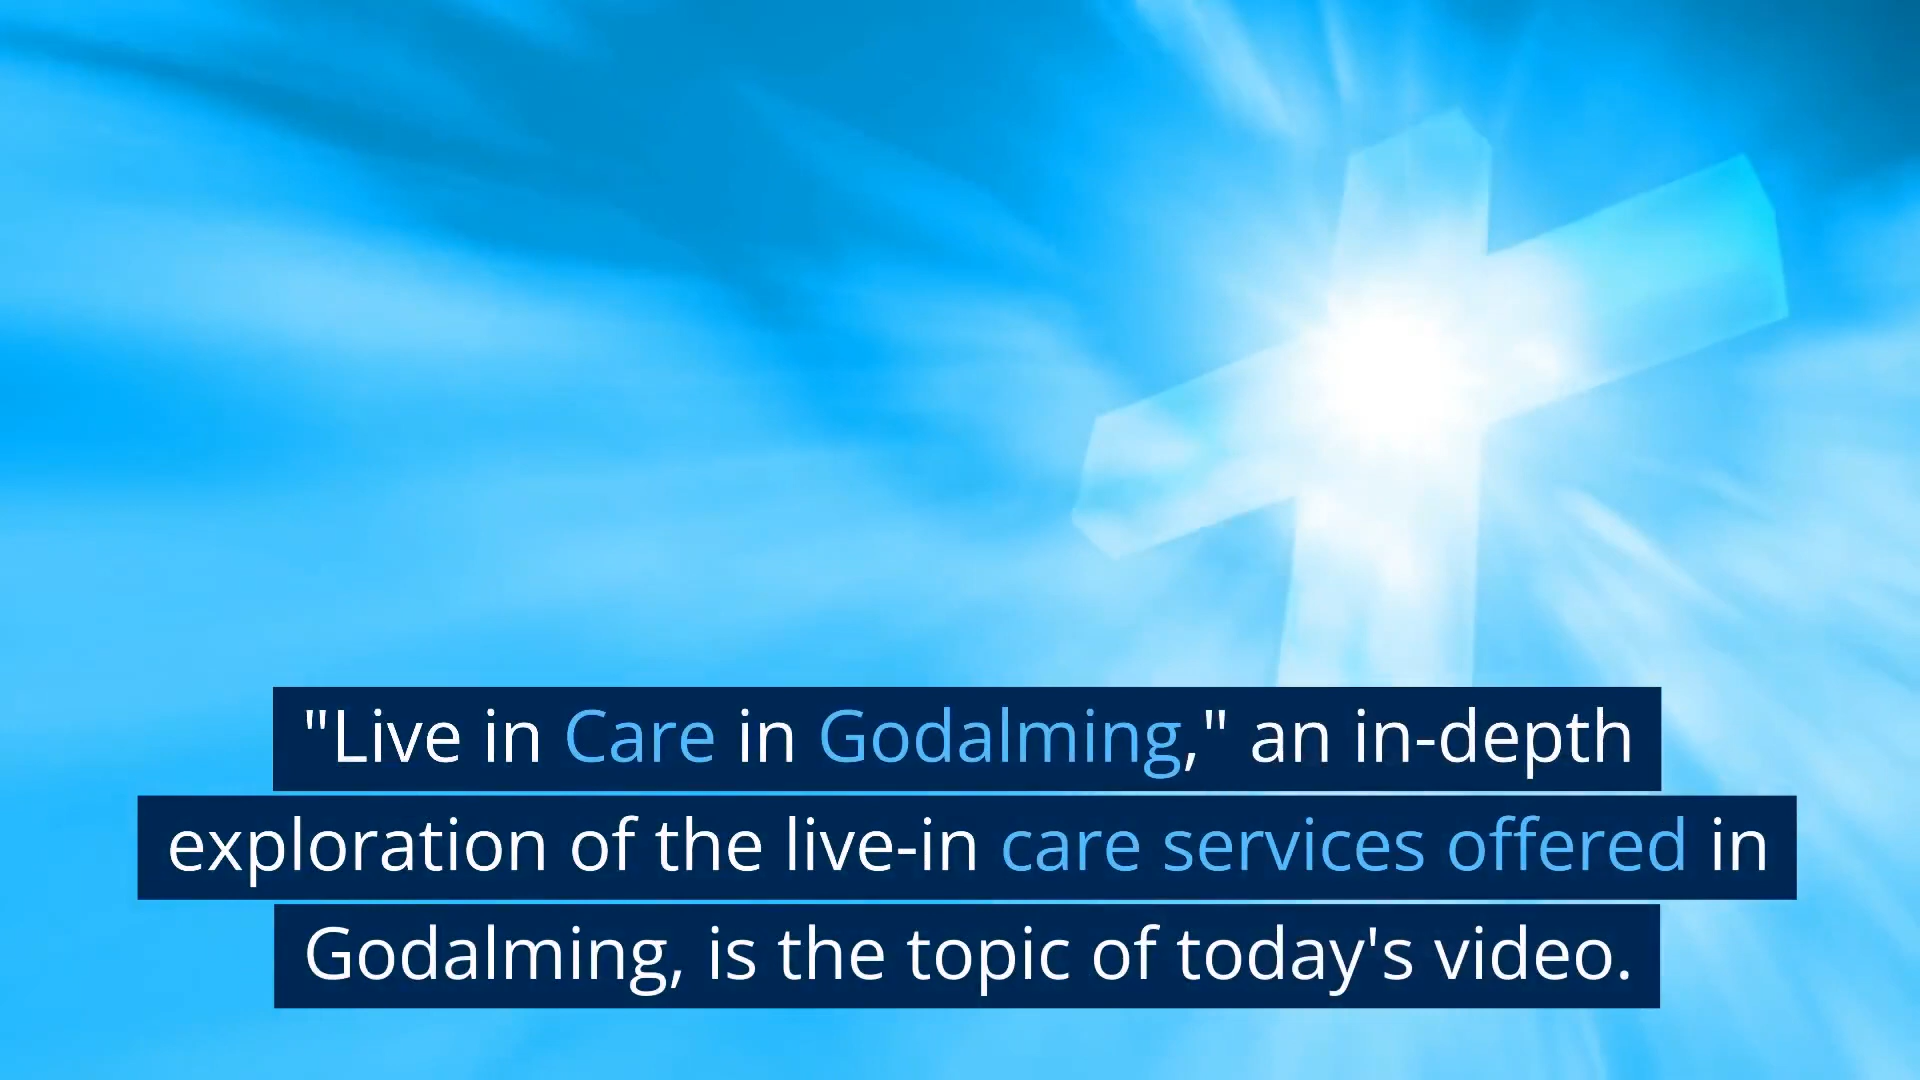 "Live in Care in Godalming," an in-depth
exploration of the live-in care services offered in
Godalming, is the topic of today's video.